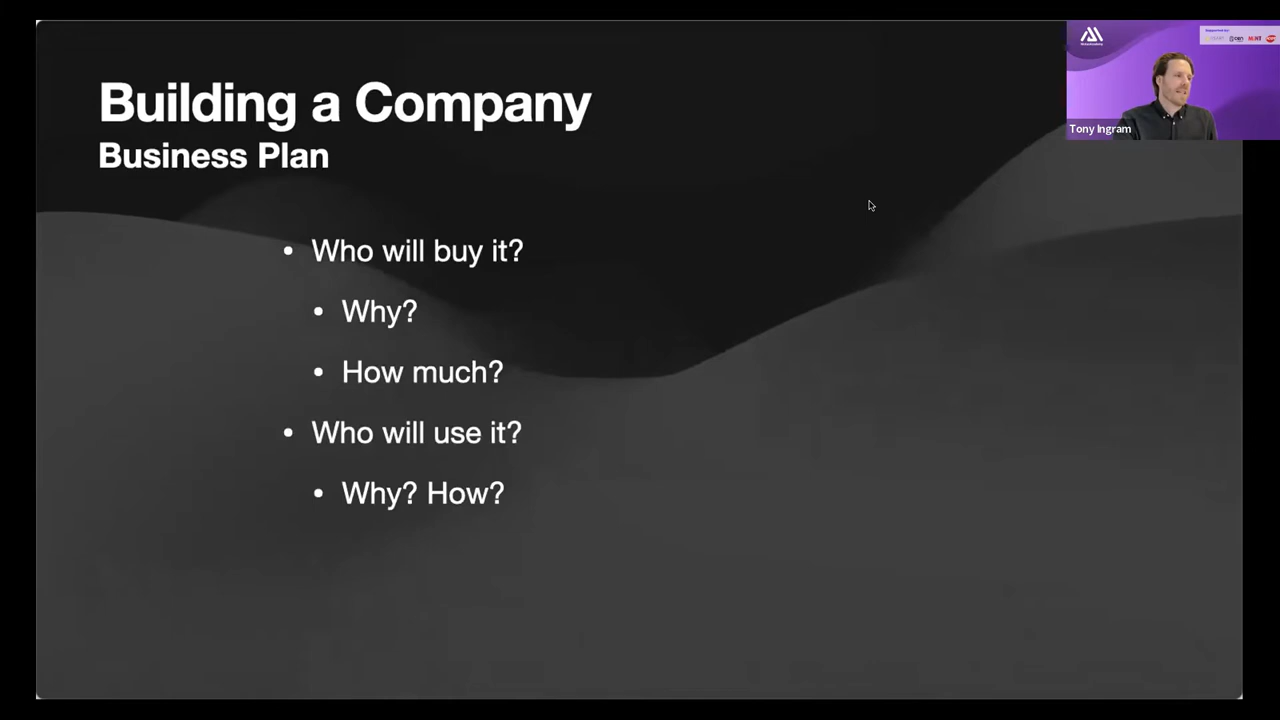 Building a Company
Business Plan
• Who will buy it?
• Why?
• How much?
• Who will use it?
• Why? How?
Tony Ingram